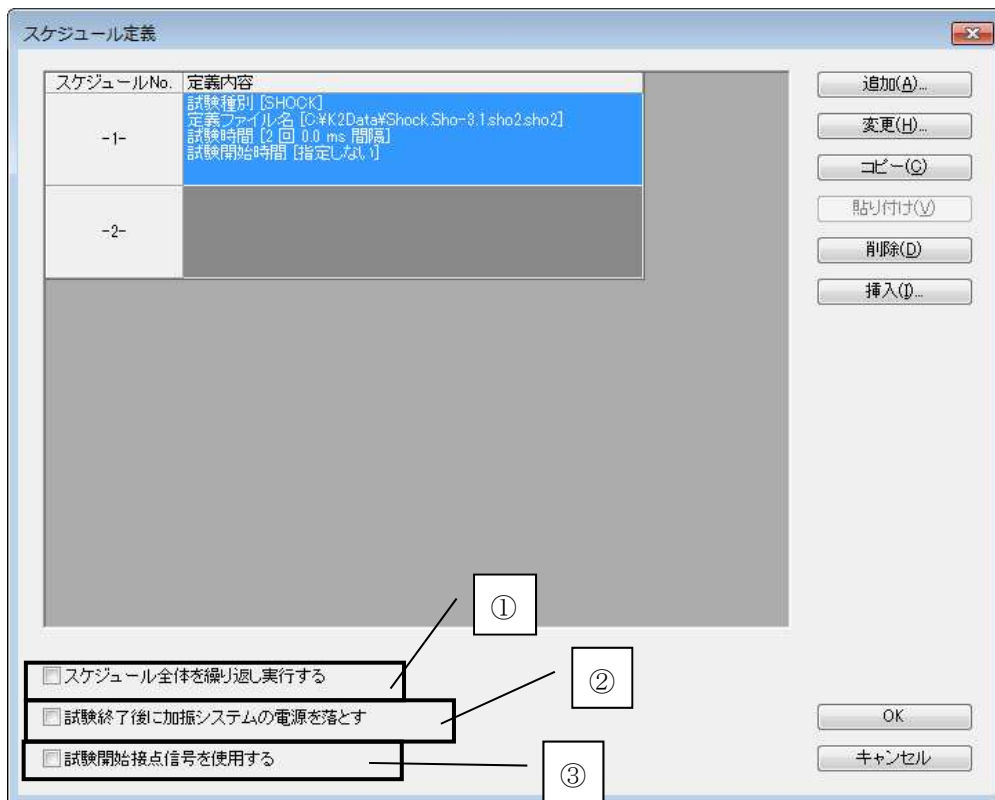 スケジュール定義
スケジュールNo. 定義内容
-1-
試験種別 [SHOCK]
定義ファイル名 [C:¥K2Data¥Shock.Sho-3.1.sho2.sho2]
試験時間 [2 回 0.0 ms 間隔]
試験開始時間 [指定しない]
-2-
追加(A)...
変更(H)...
コピー(C)
貼り付け(V)
削除(D)
挿入(I)...
①
スケジュール全体を繰り返し実行する
②
試験終了後に加振システムの電源を落とす
試験開始接点信号を使用する
③
OK
キャンセル